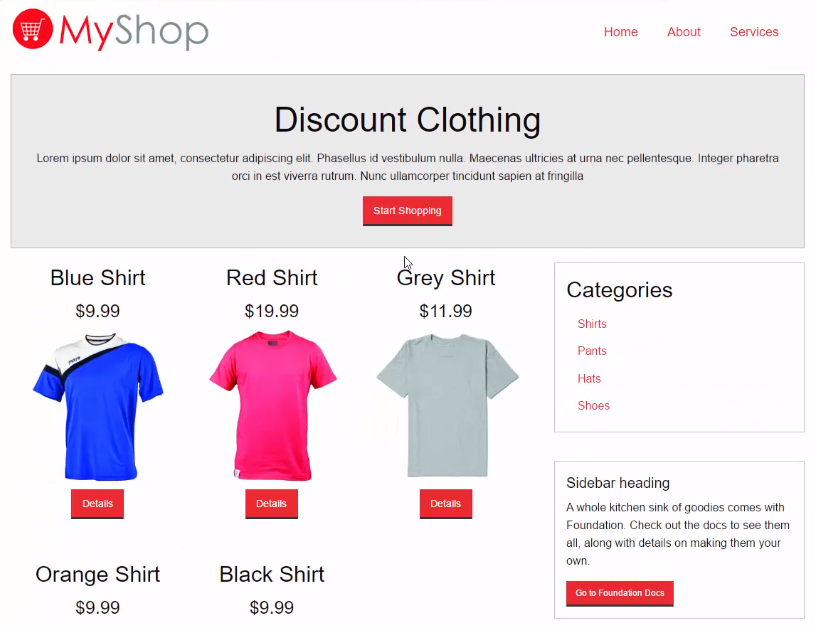 MyShop
Home About Services
Discount Clothing
Lorem ipsum dolor sit amet, consectetur adipiscing elit. Phasellus id vestibulum nulla. Maecenas ultricies at urna nec pellentesque. Integer pharetra
orci in est viverra rutrum. Nunc ullamcorper tincidunt sapien at fringilla
Start Shopping
Blue Shirt
$9.99
Details
Red Shirt
$19.99
Details
Grey Shirt
$11.99
Details
Orange Shirt
$9.99
Black Shirt
$9.99
Categories
Shirts
Pants
Hats
Shoes
Sidebar heading
A whole kitchen sink of goodies comes with
Foundation. Check out the docs to see them
all, along with details on making them your
own.
Go to Foundation Docs